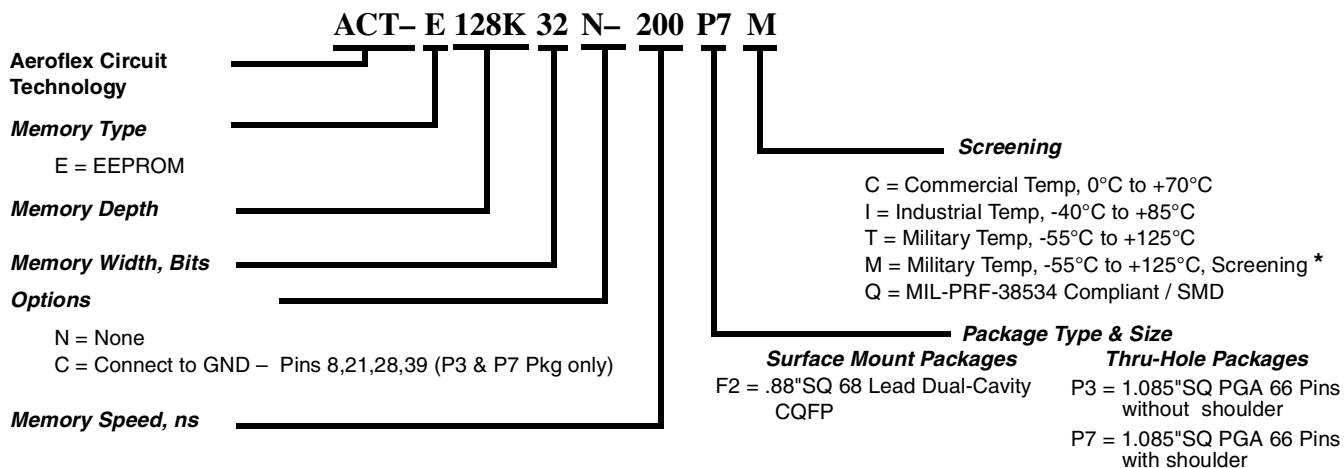 ACT– E 128K 32 N– 200 P7 M
Aeroflex Circuit
Technology
Memory Type
E = EEPROM
Memory Depth
Memory Width, Bits
Options
N = None
C = Connect to GND – Pins 8,21,28,39 (P3 & P7 Pkg only)
Memory Speed, ns
Screening
C = Commercial Temp, 0°C to +70°C
I = Industrial Temp, -40°C to +85°C
T = Military Temp, -55°C to +125°C
M = Military Temp, -55°C to +125°C, Screening *
Q = MIL-PRF-38534 Compliant / SMD
Package Type & Size
Surface Mount Packages
F2 = .88"SQ 68 Lead Dual-Cavity
CQFP
Thru-Hole Packages
P3 = 1.085"SQ PGA 66 Pins
without shoulder
P7 = 1.085"SQ PGA 66 Pins
with shoulder